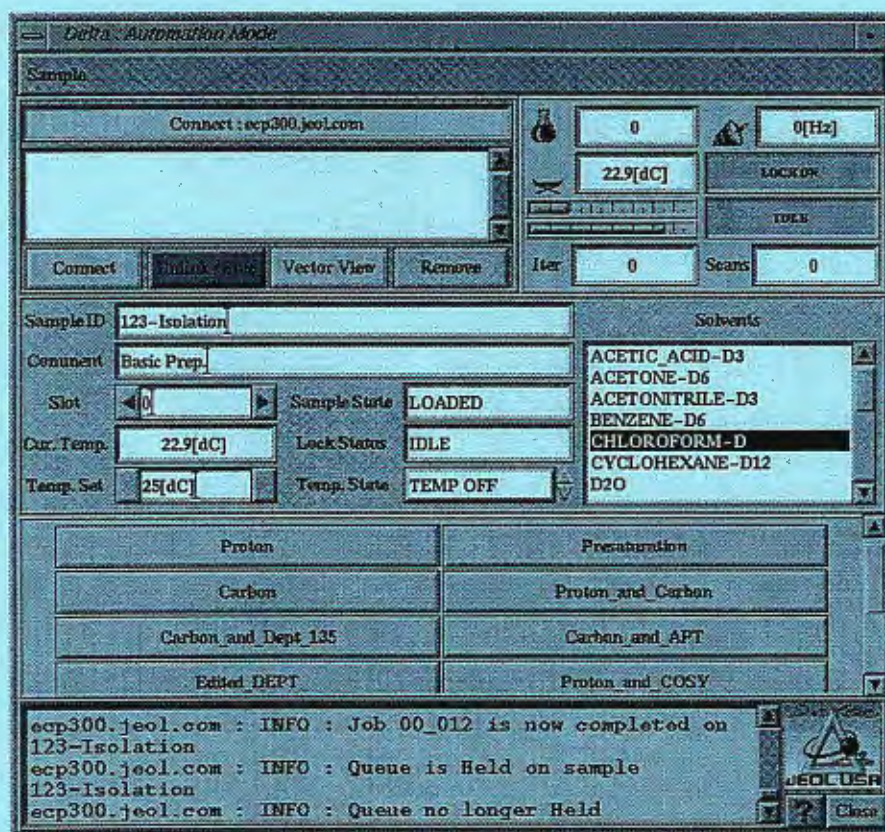 Delta : Automation Mode
Sample
Connect : ecp300.jeol.com
0
0[Hz]
22.9[dC]
LOCK ON
IDLE
Connect
Vector View
Remove
Iter
0
Scans
0
Sample ID
123-Isolation
Comment
Basic Prep.
Slot
0
Sample State
LOADED
Cur. Temp.
22.9[dC]
Lock Status
IDLE
Temp. Set
25[dC]
Temp. State
TEMP OFF
Solvents
ACETIC_ACID-D3
ACETONE-D6
ACETONITRILE-D3
BENZENE-D6
CHLOROFORM-D
CYCLOHEXANE-D12
D2O
Proton
Presaturation
Carbon
Proton_and_Carbon
Carbon_and_Dept_135
Carbon_and_APT
Edited_DEPT
Proton_and_COSY
ecp300.jeol.com : INFO : Job 00_012 is now completed on
123-Isolation
ecp300.jeol.com : INFO : Queue is Held on sample
123-Isolation
ecp300.jeol.com : INFO : Queue no longer Held
JEOL USA
?
Close